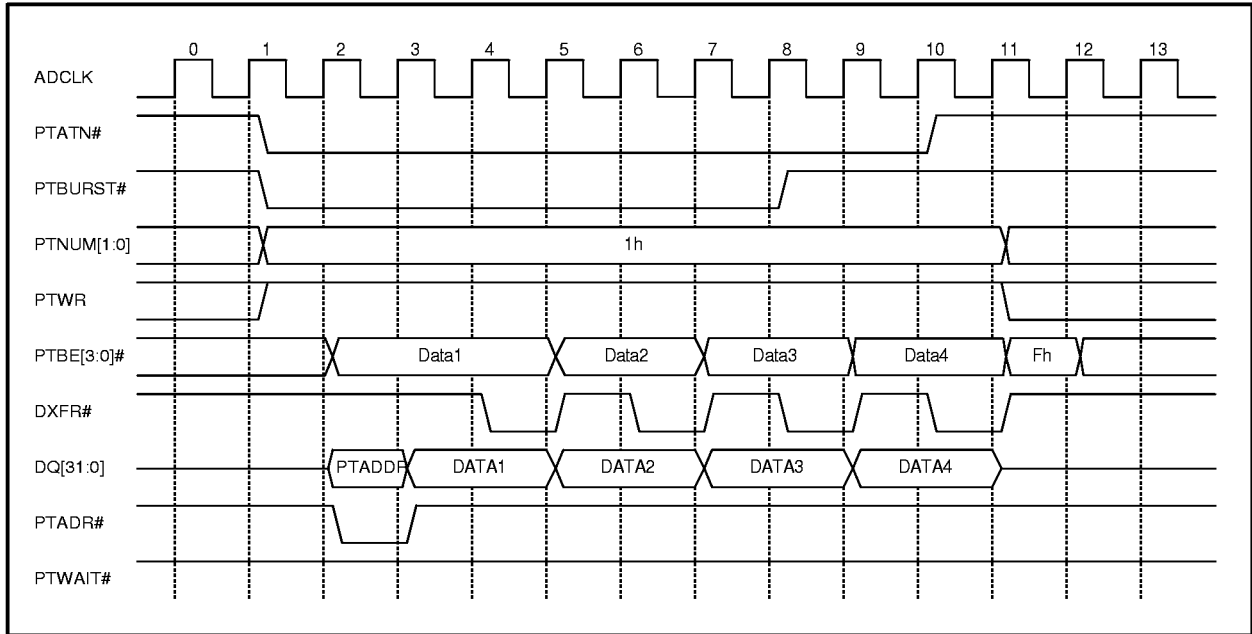 0 1 2 3 4 5 6 7 8 9 10 11 12 13
ADCLK
PTATN#
PTBURST#
PTNUM[1:0] 1h
PTWR
PTBE[3:0]# Data1 Data2 Data3 Data4 Fh
DXFR#
DQ[31:0] PTADDR DATA1 DATA2 DATA3 DATA4
PTADR#
PTWAIT#